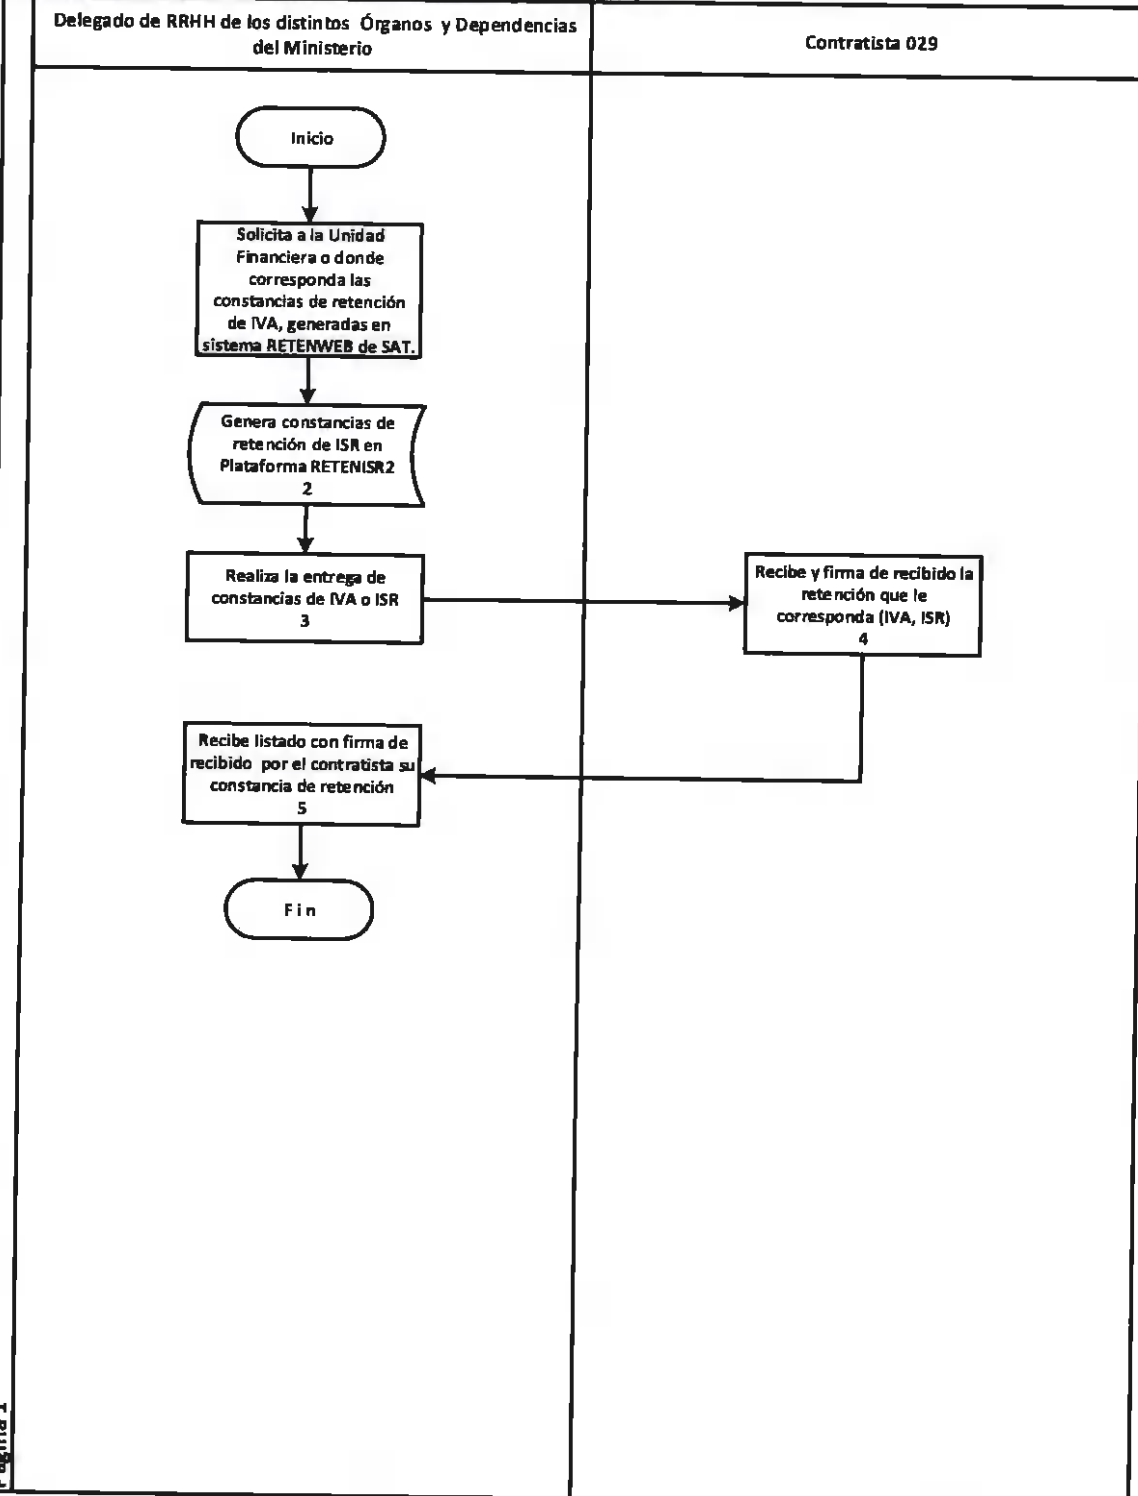 Delegado de RRHH de los distintos Órganos y Dependencias
del Ministerio
Contratista 029
Inicio
Solicita a la Unidad
Financiera o donde
corresponda las
constancias de retención
de IVA, generadas en
sistema RETENWEB de SAT.
Genera constancias de
retención de ISR en
Plataforma RETENISR2
2
Realiza la entrega de
constancias de IVA o ISR
3
Recibe y firma de recibido la
retención que le
corresponda (IVA, ISR)
4
Recibe listado con firma de
recibido por el contratista su
constancia de retención
5
Fin
Página 1